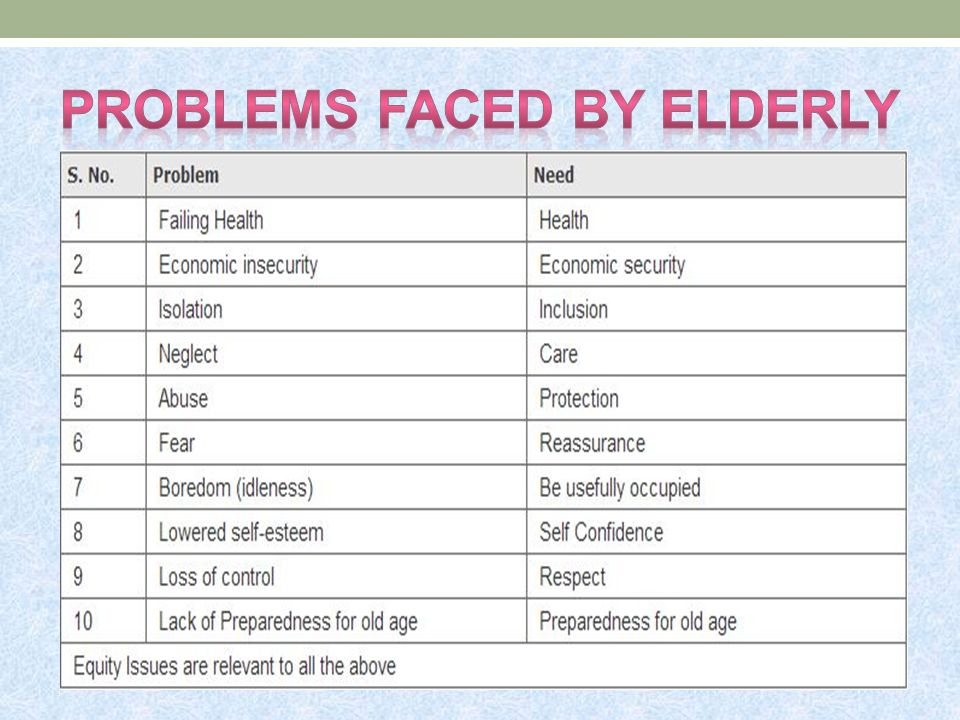 PROBLEMS FACED BY ELDERLY
S. No. Problem Need
1 Failing Health Health
2 Economic insecurity Economic security
3 Isolation Inclusion
4 Neglect Care
5 Abuse Protection
6 Fear Reassurance
7 Boredom (idleness) Be usefully occupied
8 Lowered self-esteem Self Confidence
9 Loss of control Respect
10 Lack of Preparedness for old age Preparedness for old age
Equity Issues are relevant to all the above